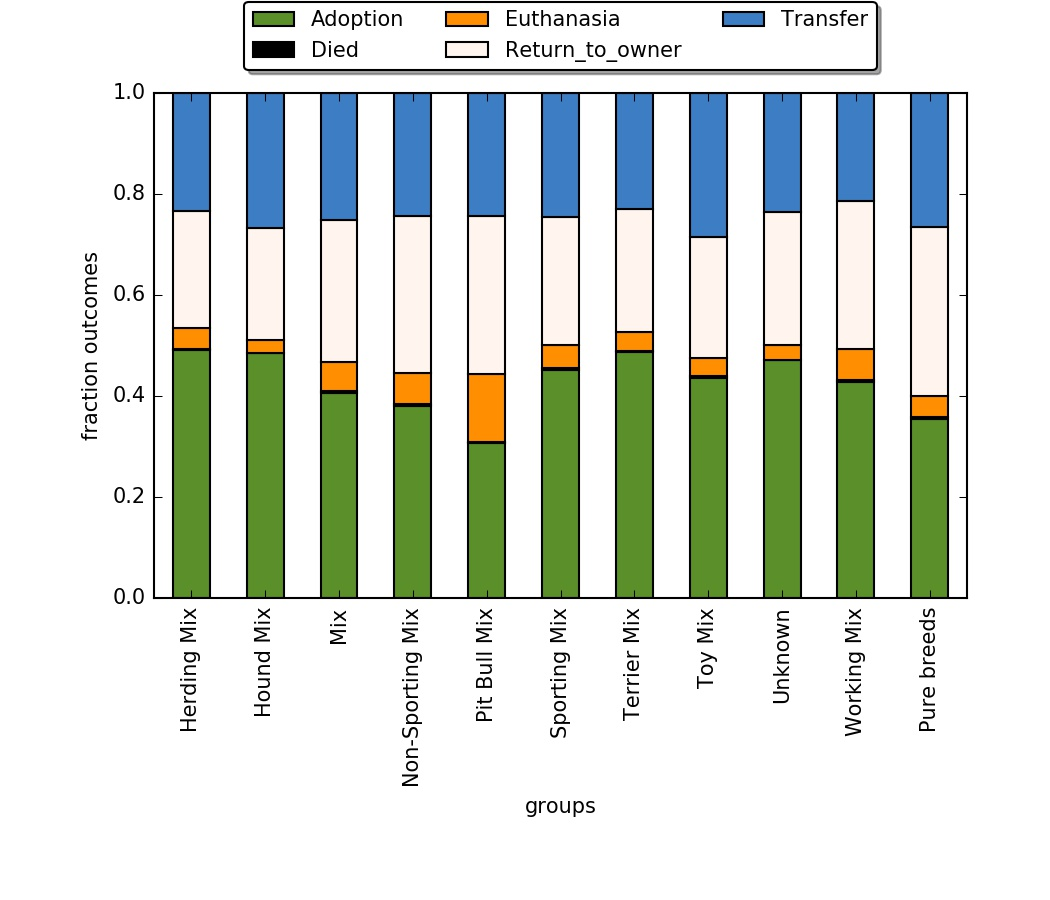 Adoption Euthanasia Transfer
Died Return_to_owner
1.0
0.8
0.6
0.4
0.2
0.0
fraction outcomes
Herding Mix
Hound Mix
Mix
Non-Sporting Mix
Pit Bull Mix
Sporting Mix
Terrier Mix
Toy Mix
Unknown
Working Mix
Pure breeds
groups